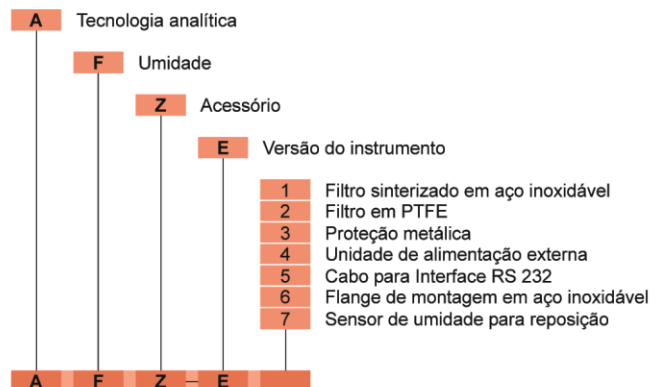 A Tecnologia analítica
F Umidade
Z Acessório
E Versão do instrumento
1 Filtro sinterizado em aço inoxidável
2 Filtro em PTFE
3 Proteção metálica
4 Unidade de alimentação externa
5 Cabo para Interface RS 232
6 Flange de montagem em aço inoxidável
7 Sensor de umidade para reposição
A F Z – E